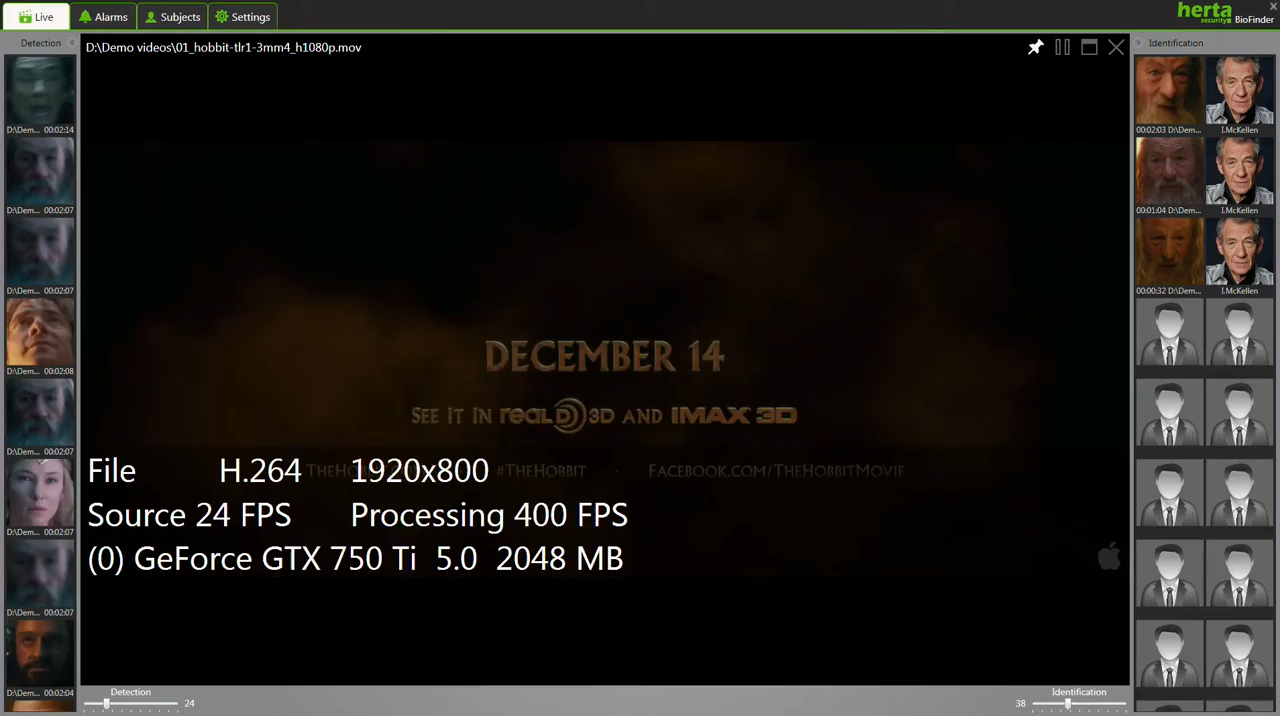 Live
Alarms
Subjects
Settings
herta
security
BioFinder
Detection
D:\Demo videos\01_hobbit-tlr1-3mm4_h1080p.mov
Identification
D:\Dem... 00:02:14
D:\Dem... 00:02:07
D:\Dem... 00:02:07
D:\Dem... 00:02:08
D:\Dem... 00:02:07
D:\Dem... 00:02:07
D:\Dem... 00:02:07
D:\Dem... 00:02:04
DECEMBER 14
SEE IT IN REAL D 3D AND IMAX 3D
#THEHOBBIT · FACEBOOK.COM/THEHOBBITMOVIE
File H.264 1920x800
Source 24 FPS Processing 400 FPS
(0) GeForce GTX 750 Ti 5.0 2048 MB
00:02:03 D:\Dem... I.McKellen
00:01:04 D:\Dem... I.McKellen
00:00:32 D:\Dem... I.McKellen
Detection
24
38
Identification